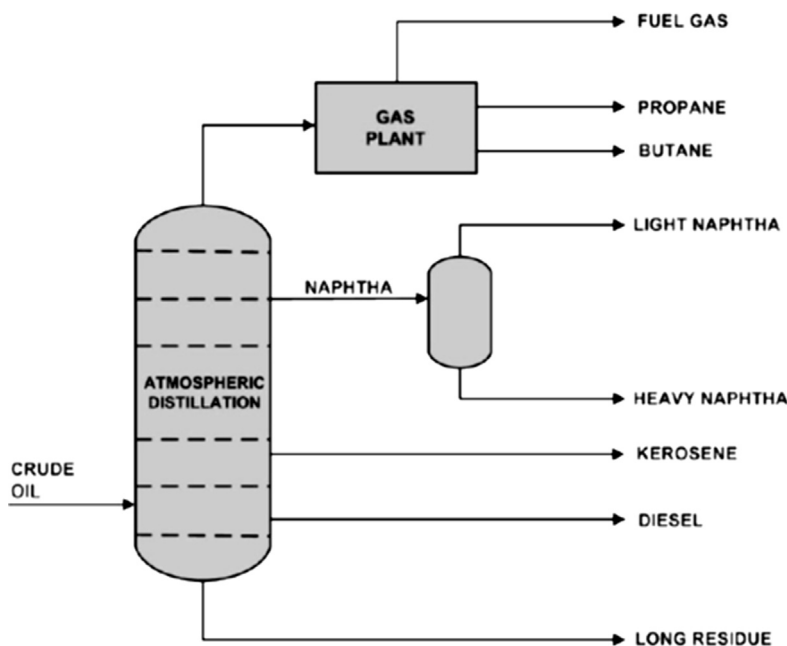 FUEL GAS
GAS
PLANT
PROPANE
BUTANE
LIGHT NAPHTHA
NAPHTHA
ATMOSPHERIC
DISTILLATION
HEAVY NAPHTHA
CRUDE
OIL
KEROSENE
DIESEL
LONG RESIDUE